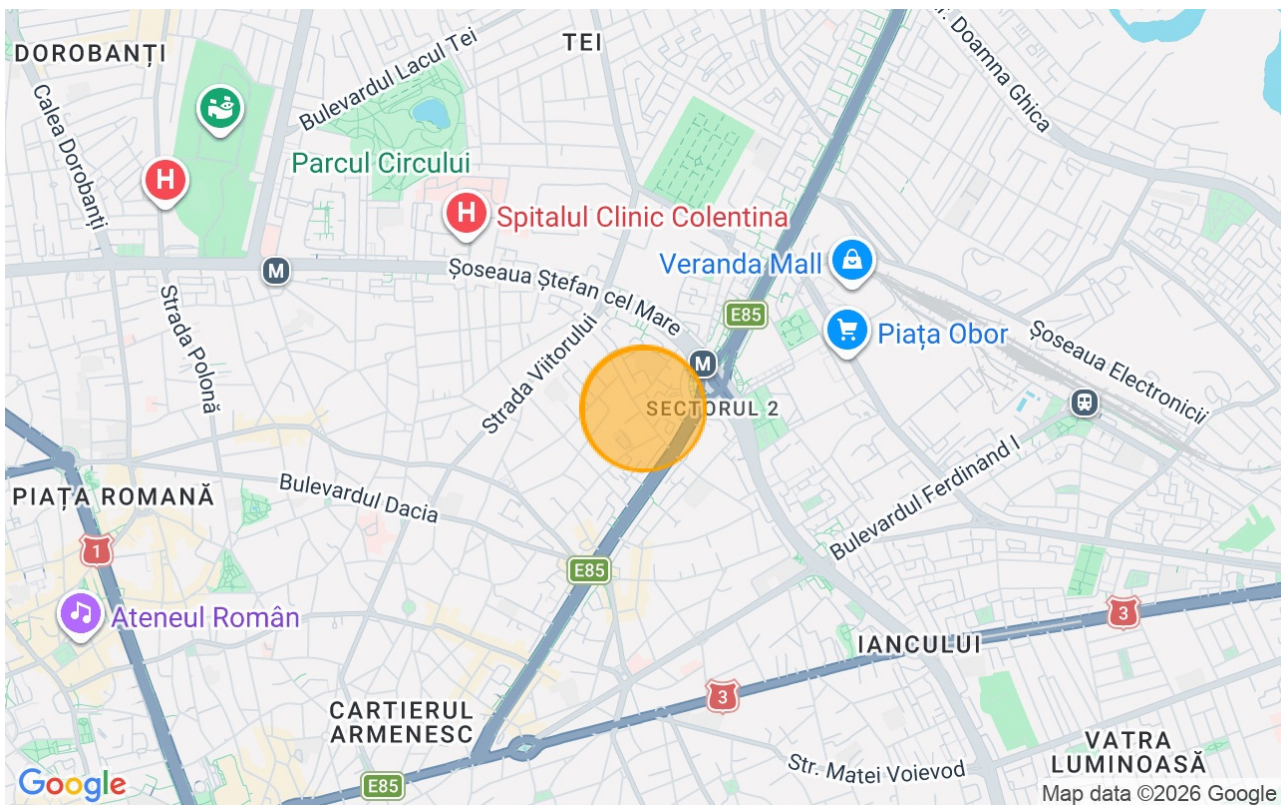 DOROBANȚI
TEI
Bulevardul Lacul Tei
Str. Doamna Ghica
Calea Dorobanți
Parcul Circului
H
H
Spitalul Clinic Colentina
Veranda Mall
M
Șoseaua Ștefan cel Mare
E85
Strada Polonă
Piața Obor
Șoseaua Electronicii
Strada Viitorului
M
SECTORUL 2
PIAȚA ROMANĂ
Bulevardul Dacia
Bulevardul Ferdinand I
1
E85
Ateneul Român
3
IANCULUI
3
CARTIERUL
ARMENESC
VATRA
LUMINOASĂ
Str. Matei Voievod
Google
E85
Map data ©2026 Google